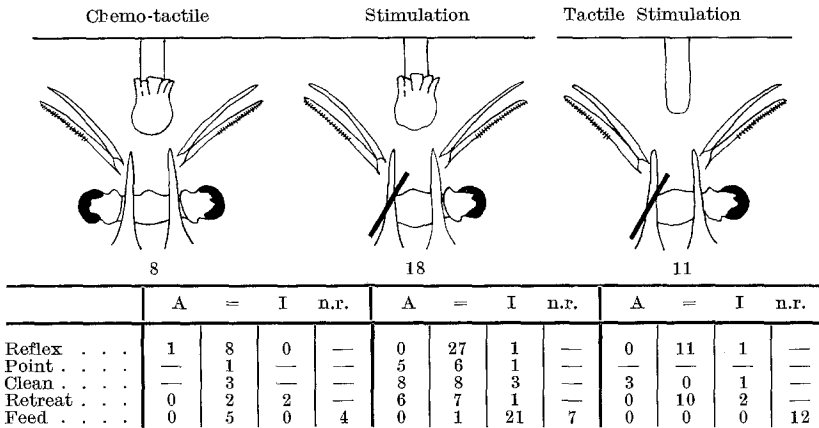 Chemo-tactile Stimulation Tactile Stimulation
8 18 11
A = I n.r. A = I n.r. A = I n.r.
Reflex . . . . 1 8 0 — 0 27 1 — 0 11 1 —
Point . . . . — 1 — — 5 6 1 — — — — —
Clean . . . . — 3 — — 8 8 3 — 3 0 1 —
Retreat . . . 0 2 2 — 6 7 1 — 0 10 2 —
Feed . . . . 0 5 0 4 0 1 21 7 0 0 0 12